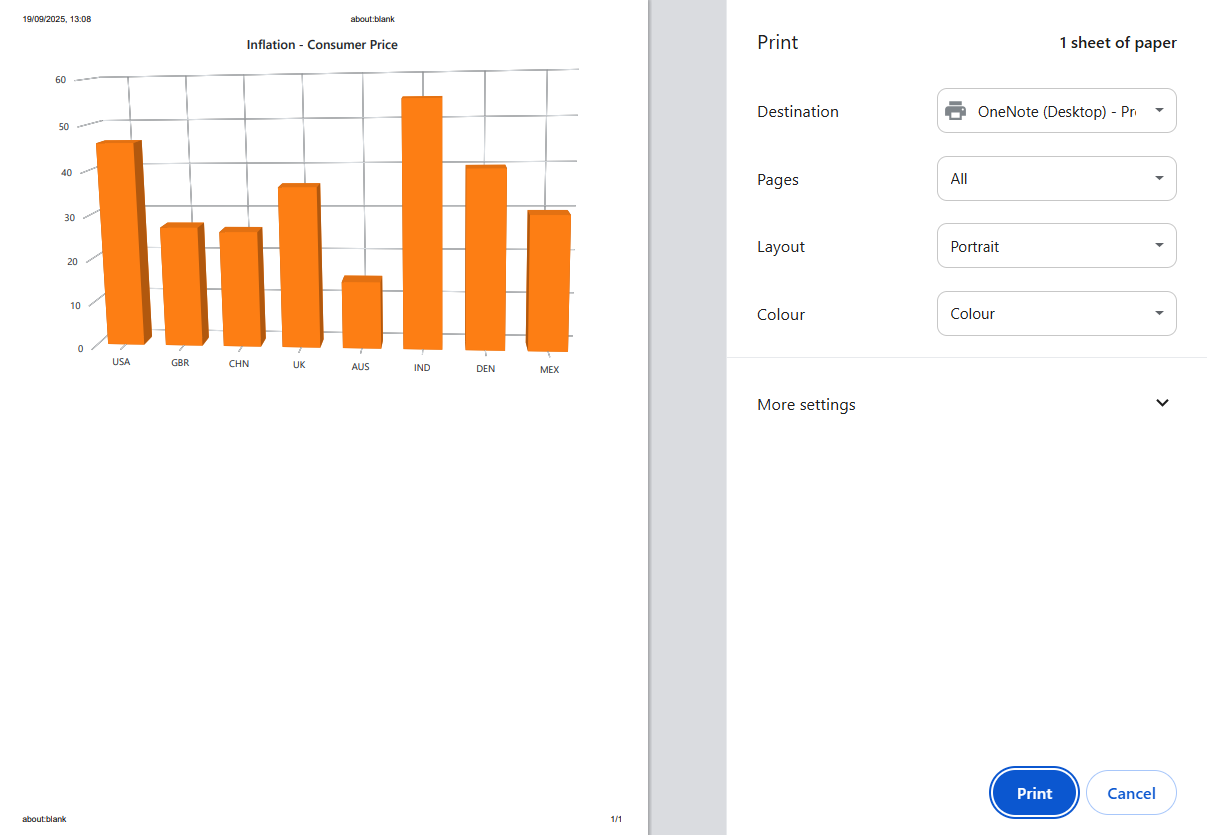 19/09/2025, 13:08
about:blank
Inflation - Consumer Price
60
50
40
30
20
10
0
USA
GBR
CHN
UK
AUS
IND
DEN
MEX
about:blank
1/1
Print
1 sheet of paper
Destination
OneNote (Desktop) - Pr
Pages
All
Layout
Portrait
Colour
Colour
More settings
Print
Cancel